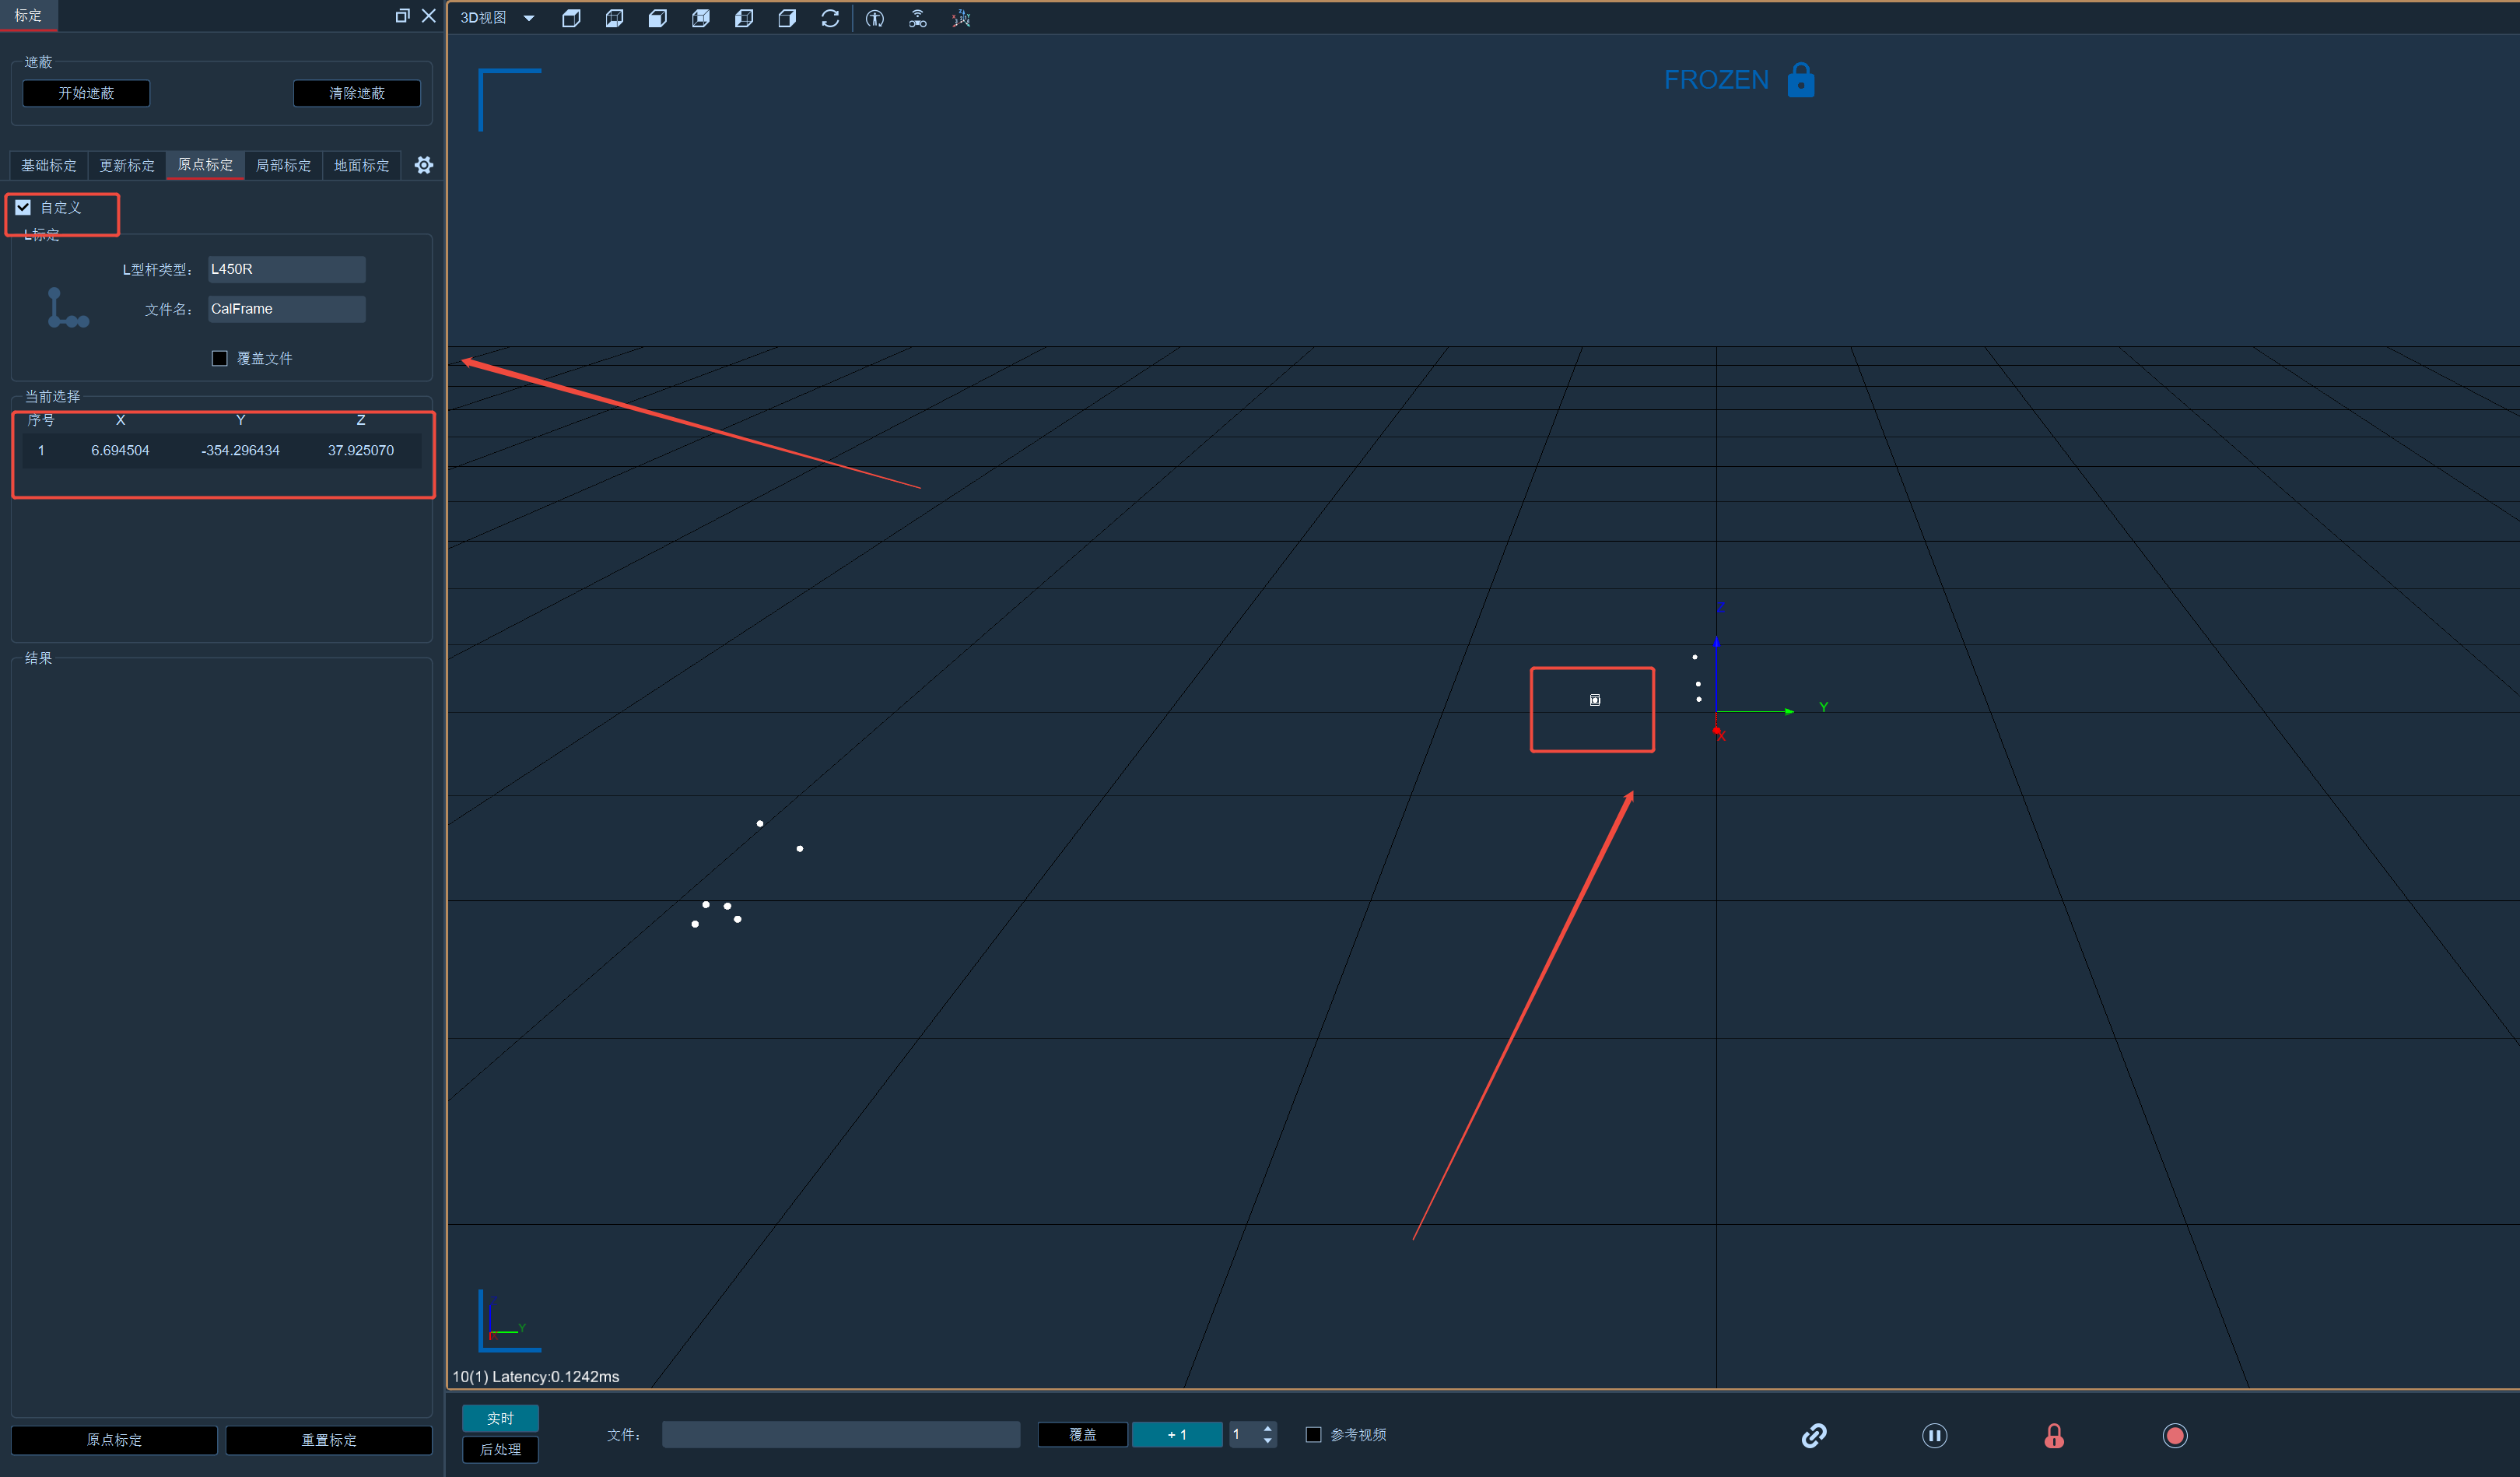 标定
3D视图
遮蔽
开始遮蔽
清除遮蔽
FROZEN
基础标定
更新标定
原点标定
局部标定
地面标定
自定义
L标定
L型杆类型:
L450R
文件名:
CalFrame
覆盖文件
当前选择
序号 X Y Z
1 6.694504 -354.296434 37.925070
结果
Z
Y
X
Z
Y
10(1) Latency:0.1242ms
原点标定
重置标定
实时
后处理
文件:
覆盖
+ 1
1
参考视频